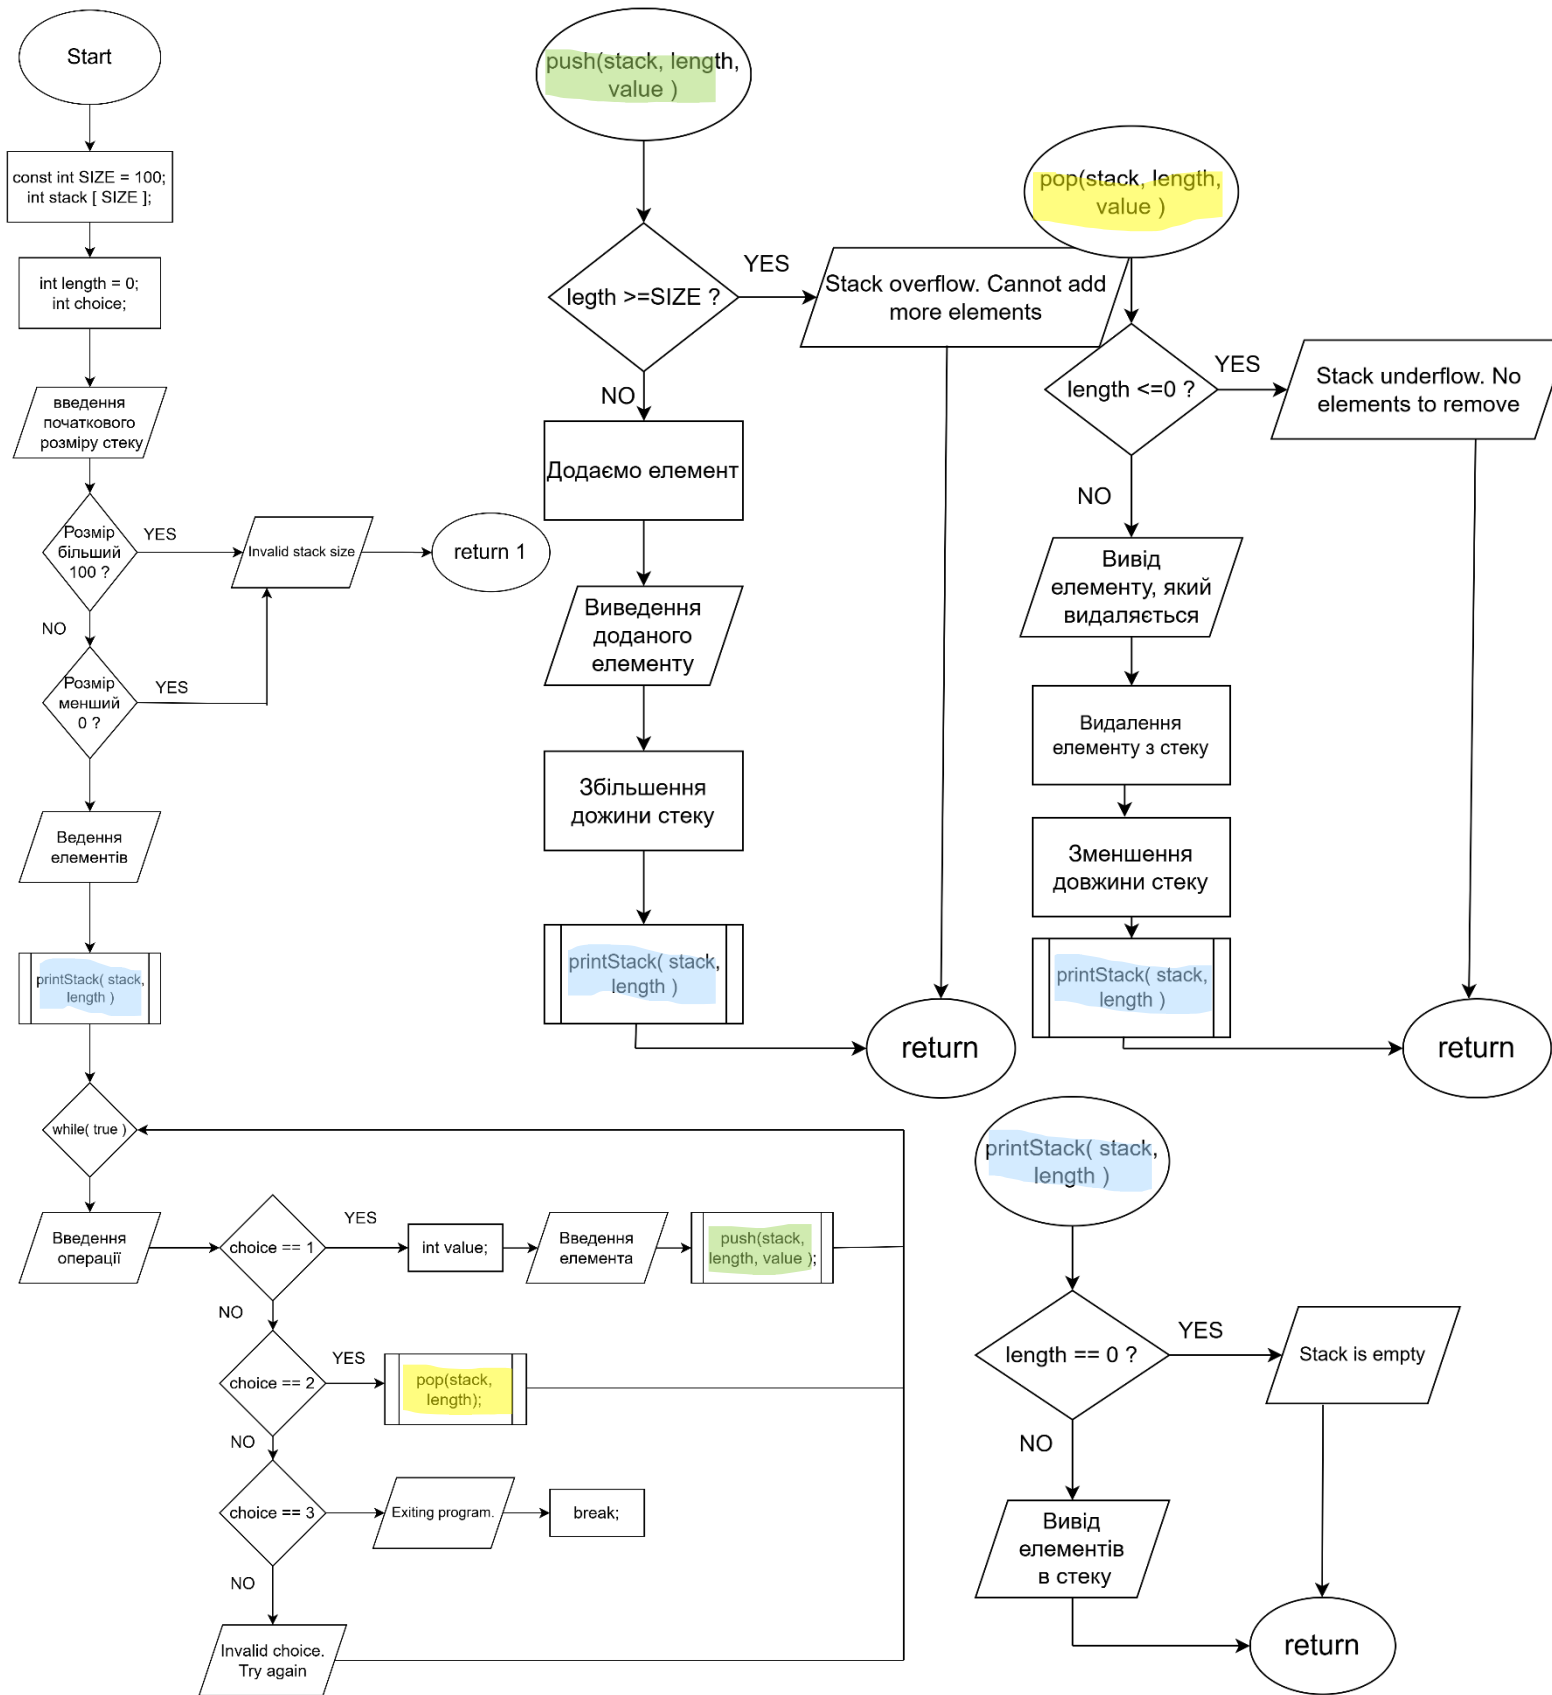 Start
const int SIZE = 100;
int stack [ SIZE ];
int length = 0;
int choice;
введення
початкового
розміру стеку
Розмір
більший
100 ?
YES
Invalid stack size
return 1
NO
Розмір
менший
0 ?
YES
Ведення
елементів
printStack( stack,
length )
while( true )
Введення
операції
choice == 1
YES
int value;
Введення
елемента
push(stack,
length, value );
NO
choice == 2
YES
pop(stack,
length);
NO
choice == 3
Exiting program.
break;
NO
Invalid choice.
Try again
push(stack, length,
value )
legth >=SIZE ?
YES
Stack overflow. Cannot add
more elements
NO
Додаємо елемент
Виведення
доданого
елементу
Збільшення
дожини стеку
printStack( stack,
length )
return
pop(stack, length,
value )
length <=0 ?
YES
Stack underflow. No
elements to remove
NO
Вивід
елементу, який
видаляється
Видалення
елементу з стеку
Зменшення
довжини стеку
printStack( stack,
length )
return
printStack( stack,
length )
length == 0 ?
YES
Stack is empty
NO
Вивід
елементів
в стеку
return